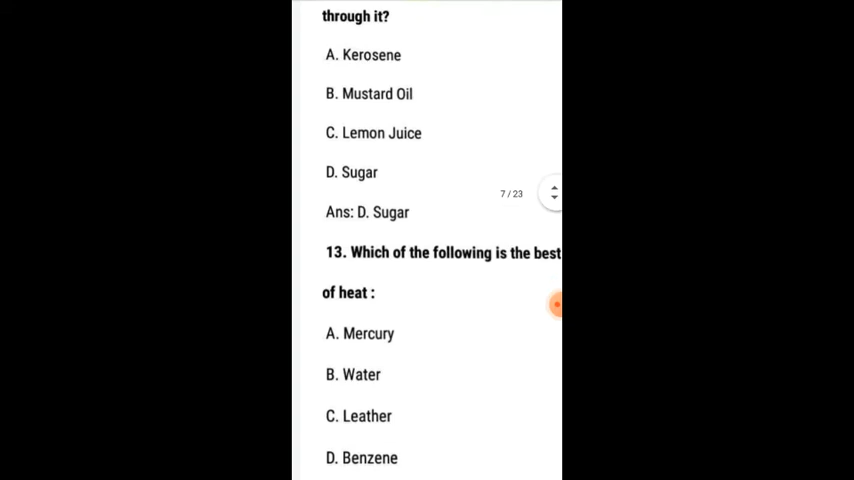 through it?
A. Kerosene
B. Mustard Oil
C. Lemon Juice
D. Sugar
7 / 23
Ans: D. Sugar
13. Which of the following is the best
of heat :
A. Mercury
B. Water
C. Leather
D. Benzene